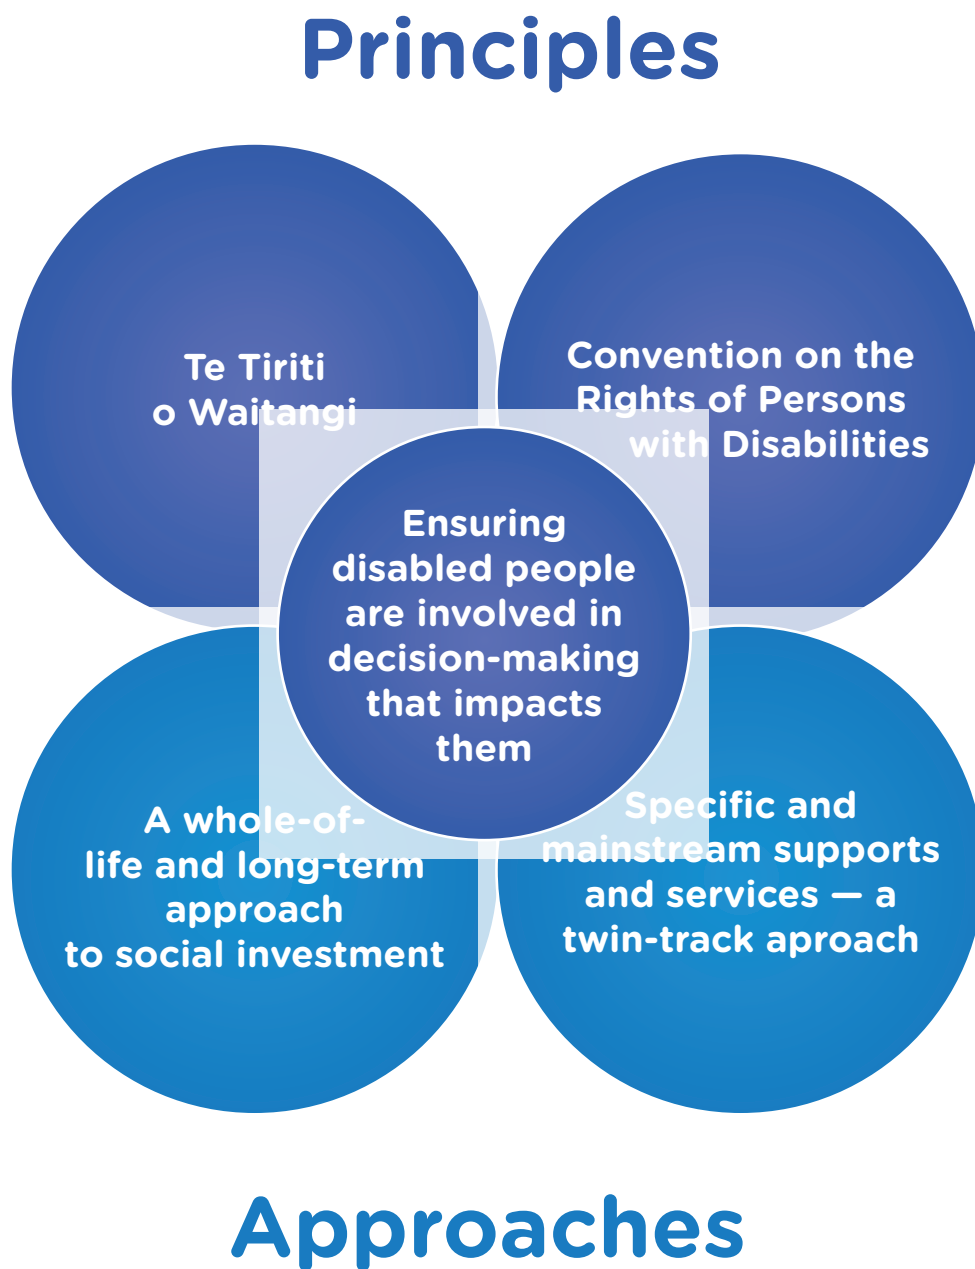 Principles
Te Tiriti
o Waitangi
Convention on the
Rights of Persons
with Disabilities
Ensuring
disabled people
are involved in
decision-making
that impacts
them
A whole-of-
life and long-term
approach
to social investment
Specific and
mainstream supports
and services — a
twin-track aproach
Approaches